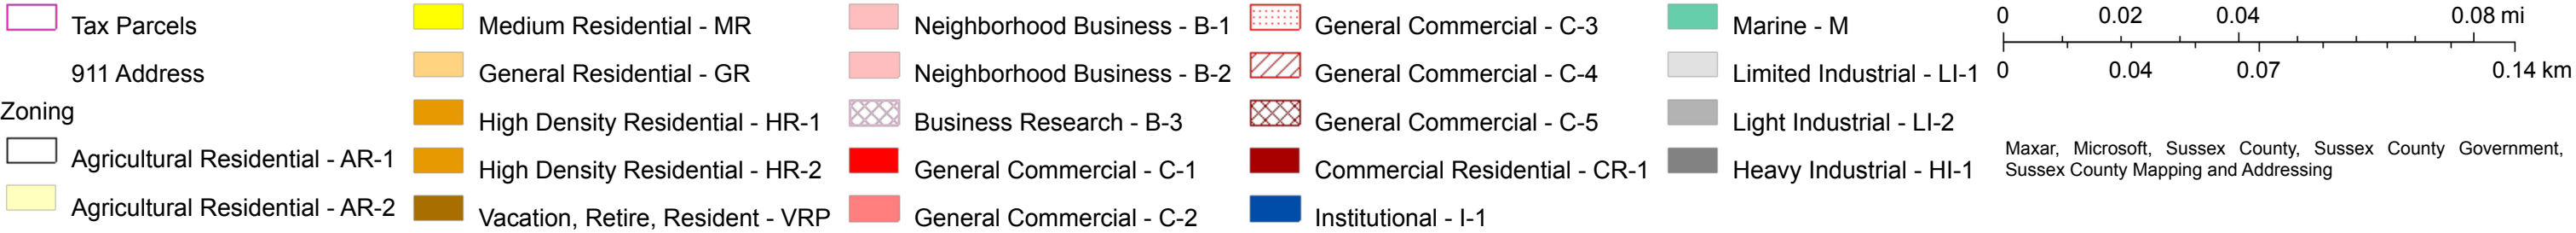 Tax Parcels
911 Address
Zoning
Agricultural Residential - AR-1
Agricultural Residential - AR-2
Medium Residential - MR
General Residential - GR
High Density Residential - HR-1
High Density Residential - HR-2
Vacation, Retire, Resident - VRP
Neighborhood Business - B-1
Neighborhood Business - B-2
Business Research - B-3
General Commercial - C-1
General Commercial - C-2
General Commercial - C-3
General Commercial - C-4
General Commercial - C-5
Commercial Residential - CR-1
Institutional - I-1
Marine - M
Limited Industrial - LI-1
Light Industrial - LI-2
Heavy Industrial - HI-1
0 0.02 0.04 0.08 mi
0 0.04 0.07 0.14 km
Maxar, Microsoft, Sussex County, Sussex County Government,
Sussex County Mapping and Addressing